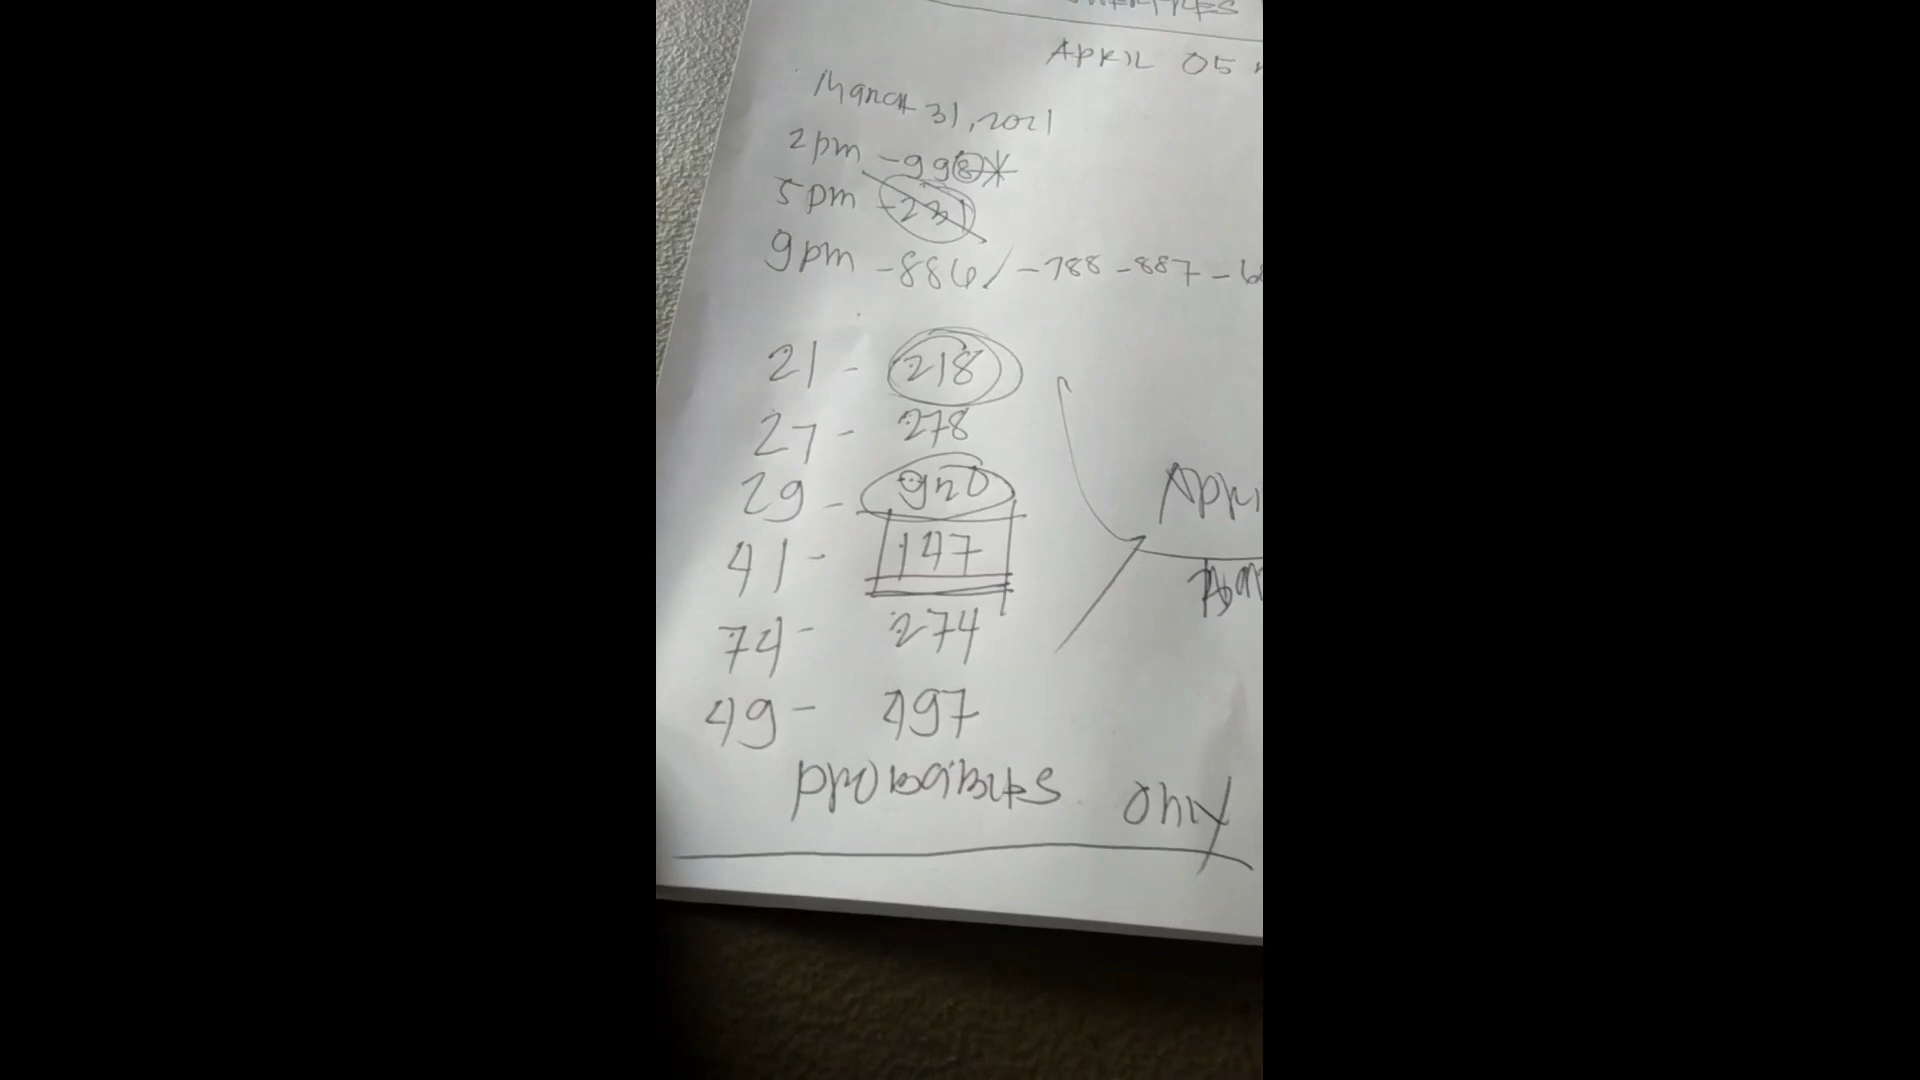 APRIL 05
March 31, 2021
2pm - 998*
5pm - 231
9pm - 886/ - 788 - 887 -
21 - 218
27 - 278
29 - 920
41 - 147
74 - 274
49 - 497
probabibles only